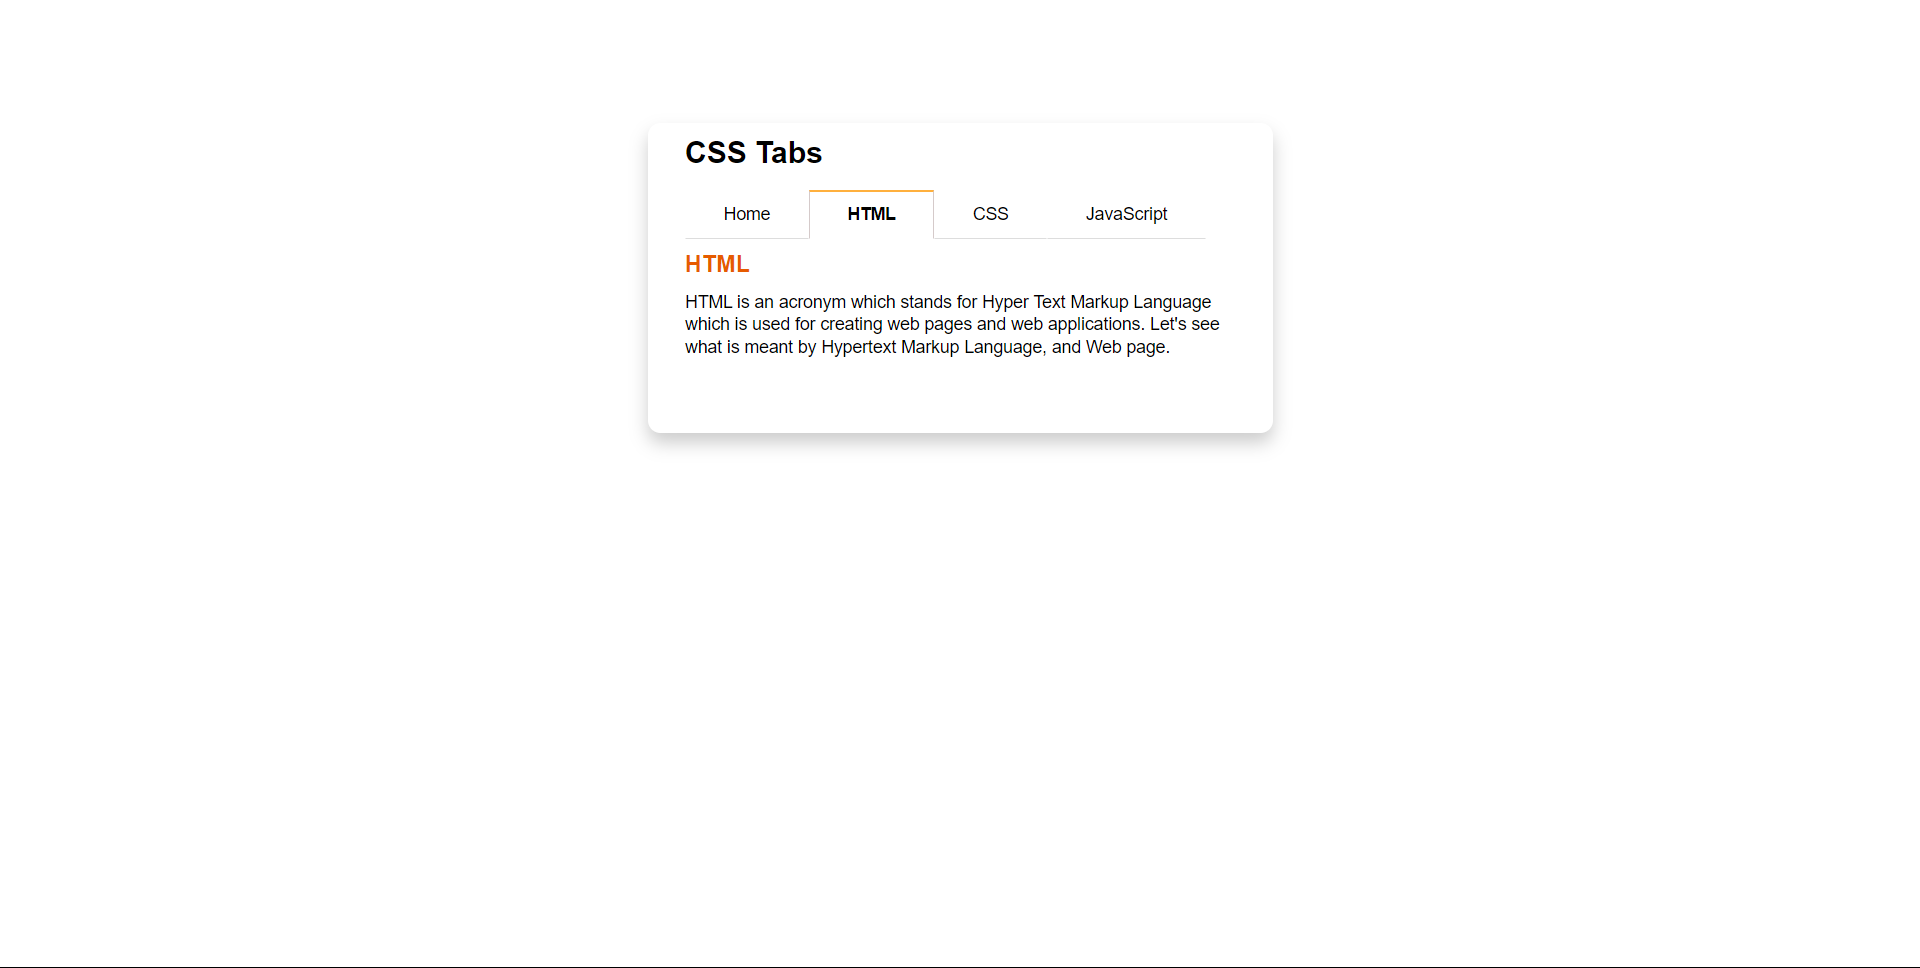 CSS Tabs
Home HTML CSS JavaScript
HTML
HTML is an acronym which stands for Hyper Text Markup Language
which is used for creating web pages and web applications. Let's see
what is meant by Hypertext Markup Language, and Web page.